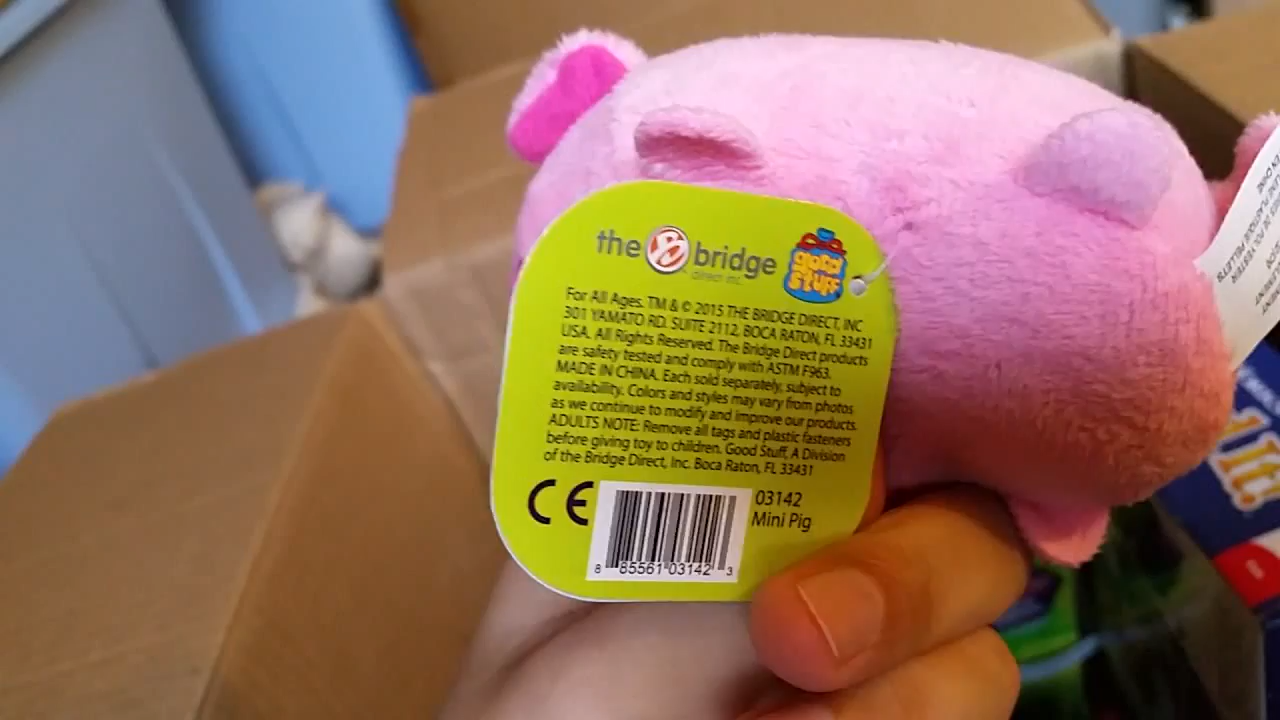 the bridge
direct inc.
good
STUFF
For All Ages. TM & © 2015 THE BRIDGE DIRECT, INC
301 YAMATO RD. SUITE 2112. BOCA RATON, FL 33431
USA. All Rights Reserved. The Bridge Direct products
are safety tested and comply with ASTM F963.
MADE IN CHINA. Each sold separately, subject to
availability. Colors and styles may vary from photos
as we continue to modify and improve our products.
ADULTS NOTE: Remove all tags and plastic fasteners
before giving toy to children. Good Stuff, A Division
of the Bridge Direct, Inc. Boca Raton, FL 33431
CE
03142
Mini Pig
8 85561 03142 3
It!